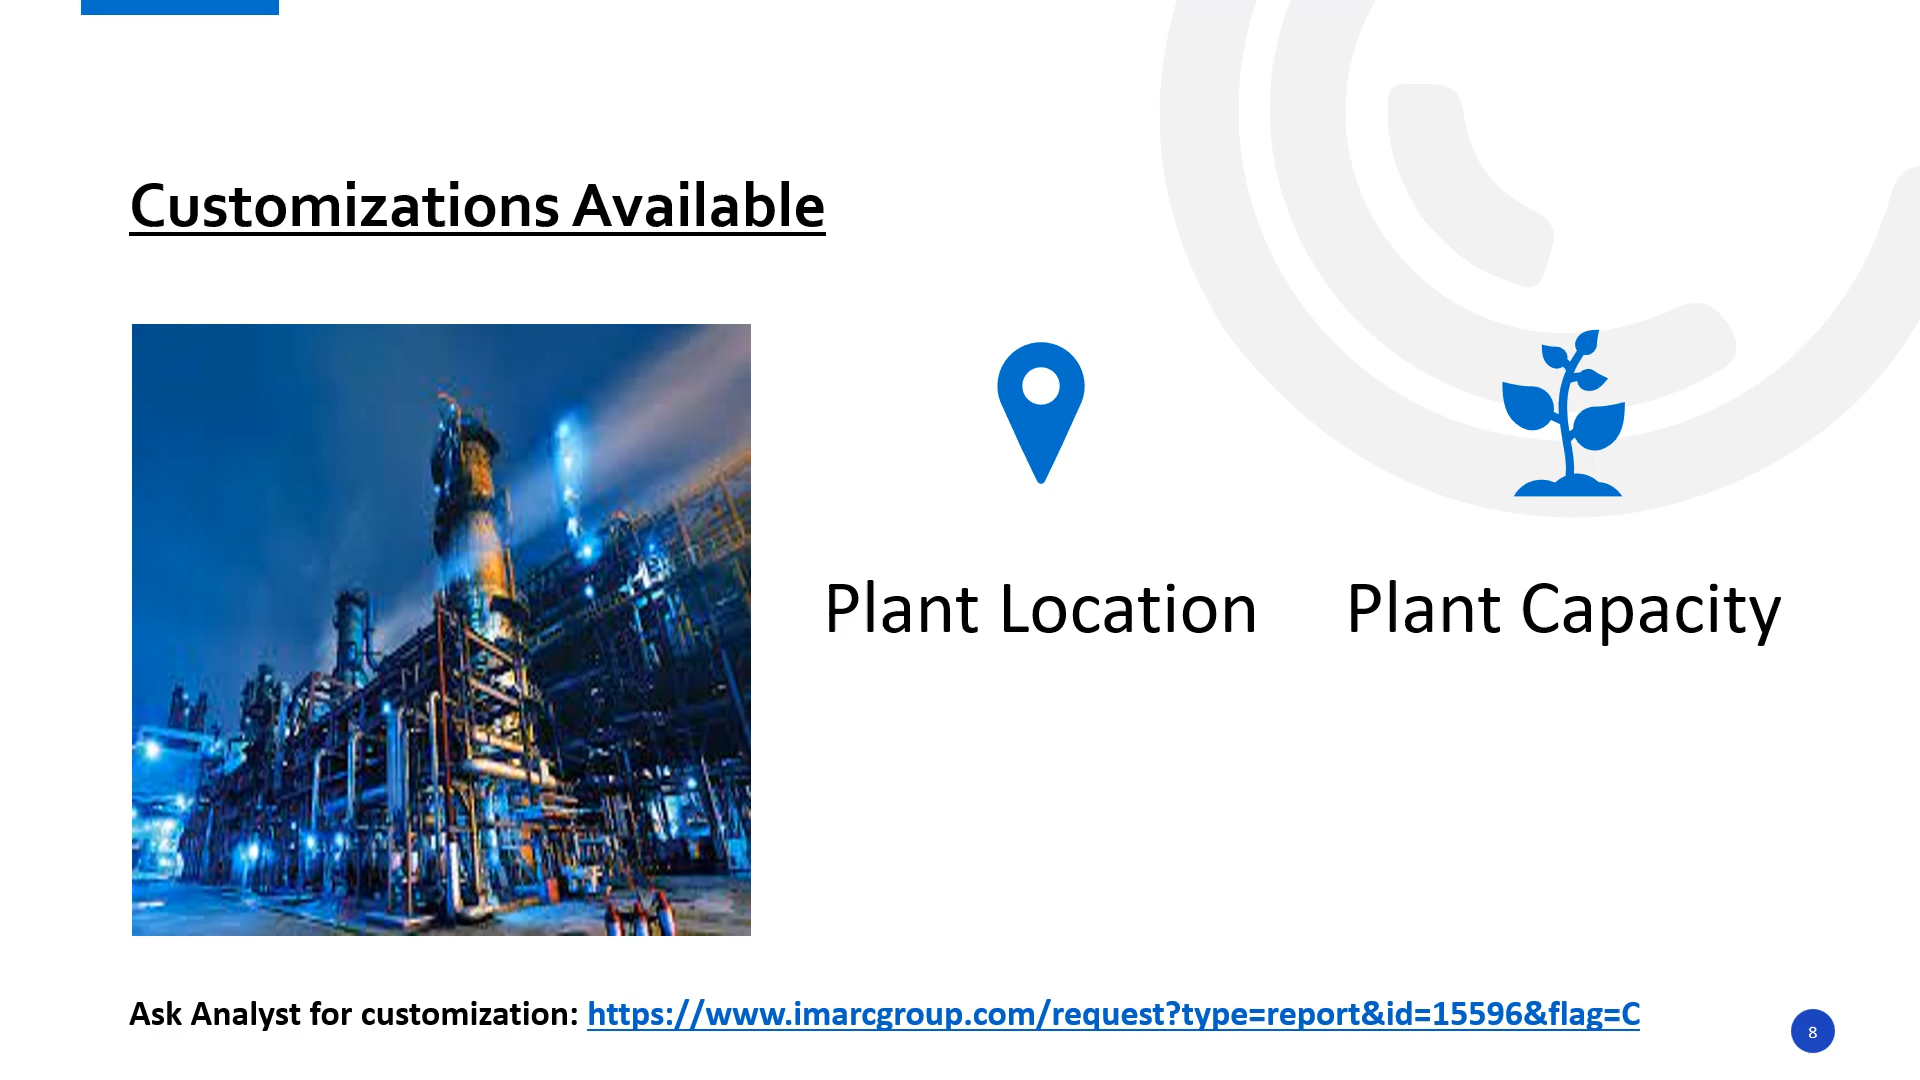 Customizations Available
Plant Location
Plant Capacity
Ask Analyst for customization: https://www.imarcgroup.com/request?type=report&id=15596&flag=C
8